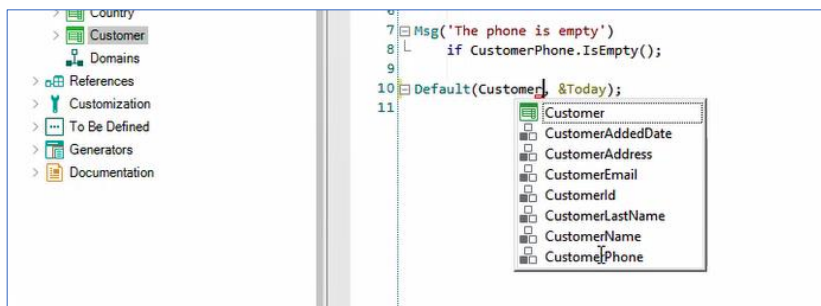 Country
Customer
Domains
References
Customization
To Be Defined
Generators
Documentation
7 Msg('The phone is empty')
8 if CustomerPhone.IsEmpty();
9
10 Default(Customer, &Today);
11
Customer
CustomerAddedDate
CustomerAddress
CustomerEmail
CustomerId
CustomerLastName
CustomerName
CustomerPhone